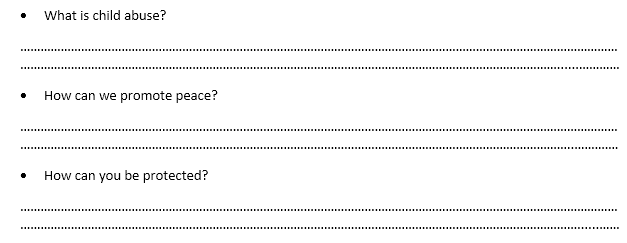 • What is child abuse?
• How can we promote peace?
• How can you be protected?